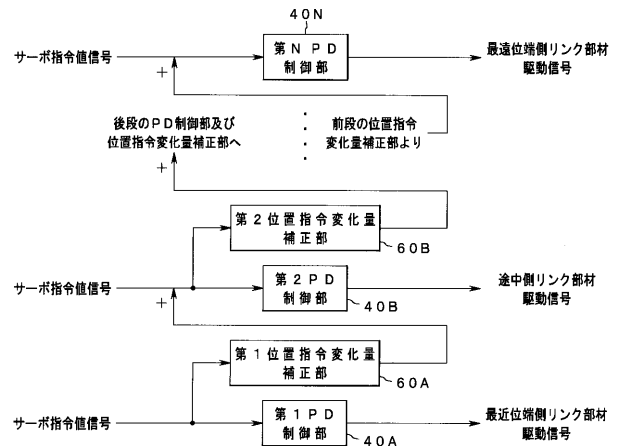 40N
サーボ指令値信号
第N PD
制御部
最遠位端側リンク部材
駆動信号
+
後段のPD制御部及び
位置指令変化量補正部へ
前段の位置指令
変化量補正部より
+
第2位置指令変化量
補正部
60B
サーボ指令値信号
第2PD
制御部
40B
途中側リンク部材
駆動信号
+
第1位置指令変化量
補正部
60A
サーボ指令値信号
第1PD
制御部
40A
最近位端側リンク部材
駆動信号